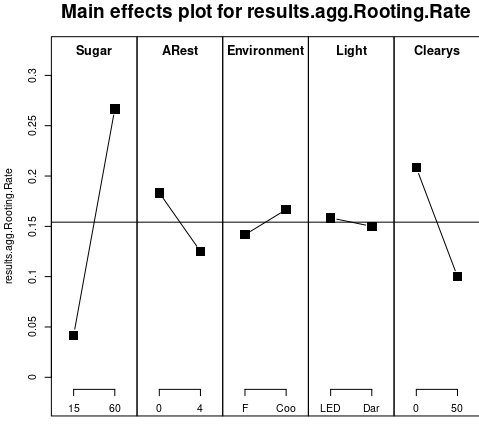 Main effects plot for results.agg.Rooting.Rate
Sugar ARest Environment Light Clearys
results.agg.Rooting.Rate
0.3
0.25
0.2
0.15
0.1
0.05
0
15 60 0 4 F Coo LED Dar 0 50